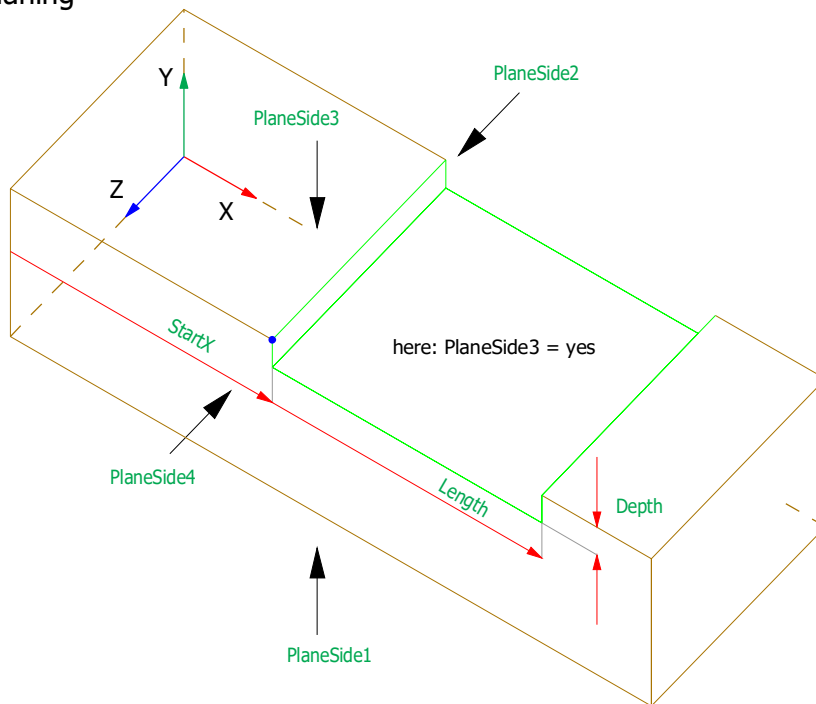 PlaneSide2
Y
PlaneSide3
Z
X
StartX
here: PlaneSide3 = yes
PlaneSide4
Length
Depth
PlaneSide1